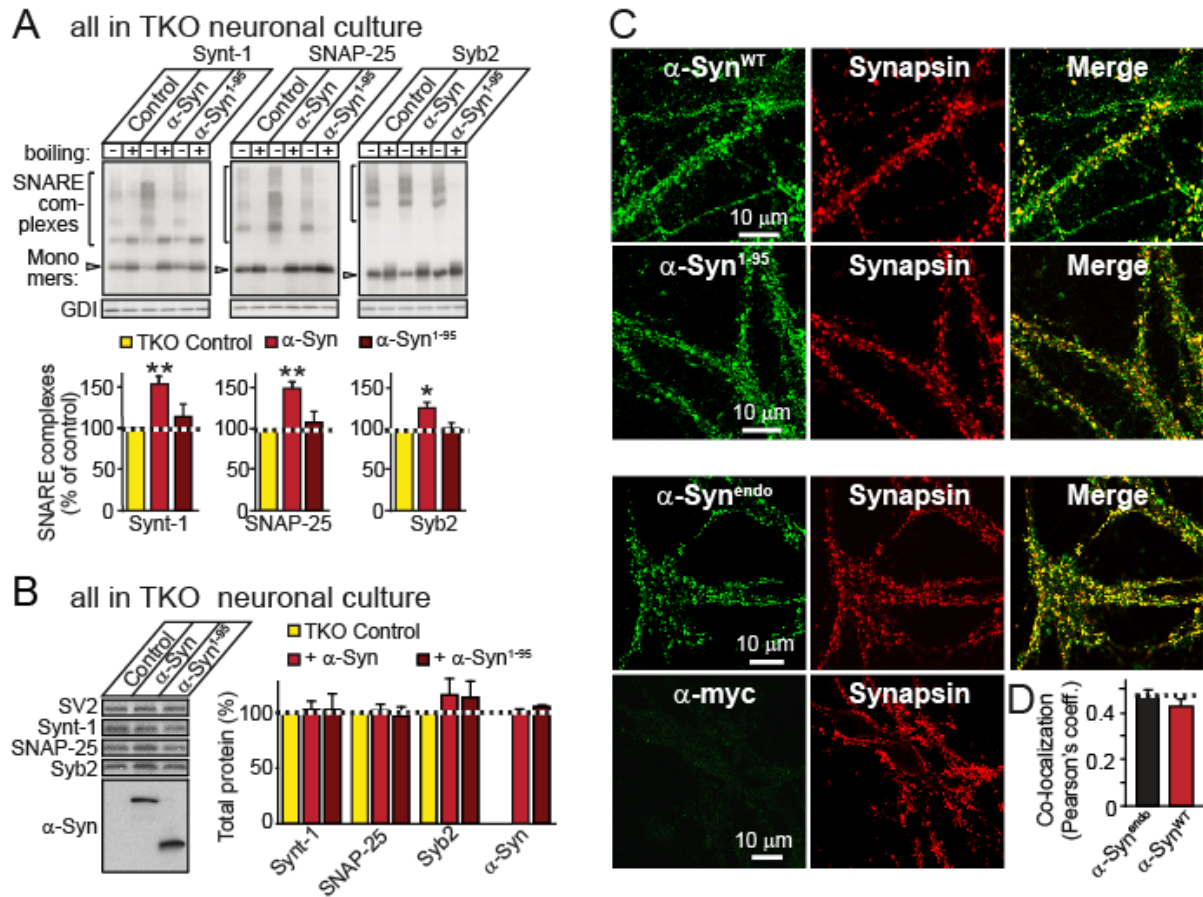 A all in TKO neuronal culture
Synt-1 SNAP-25 Syb2
Control α-Syn α-Syn¹⁻⁹⁵ Control α-Syn α-Syn¹⁻⁹⁵ Control α-Syn α-Syn¹⁻⁹⁵
boiling: - + - + - + - + - + - + - + - + - +
SNARE
com-
plexes
Mono
mers:
GDI
TKO Control α-Syn α-Syn¹⁻⁹⁵
SNARE complexes
(% of control)
** ** *
150 150 150
100 100 100
50 50 50
Synt-1 SNAP-25 Syb2
B all in TKO neuronal culture
Control α-Syn α-Syn¹⁻⁹⁵
SV2
Synt-1
SNAP-25
Syb2
α-Syn
TKO Control
+ α-Syn + α-Syn¹⁻⁹⁵
Total protein (%)
100
50
0
Synt-1 SNAP-25 Syb2 α-Syn
C
α-Synᵂᵀ Synapsin Merge
10 μm
α-Syn¹⁻⁹⁵ Synapsin Merge
10 μm
α-Synᵉⁿᵈᵒ Synapsin Merge
10 μm
α-myc Synapsin
10 μm
D
Co-localization
(Pearson's coeff.)
0.4
0.2
0
α-Synᵉⁿᵈᵒ α-Synᵂᵀ